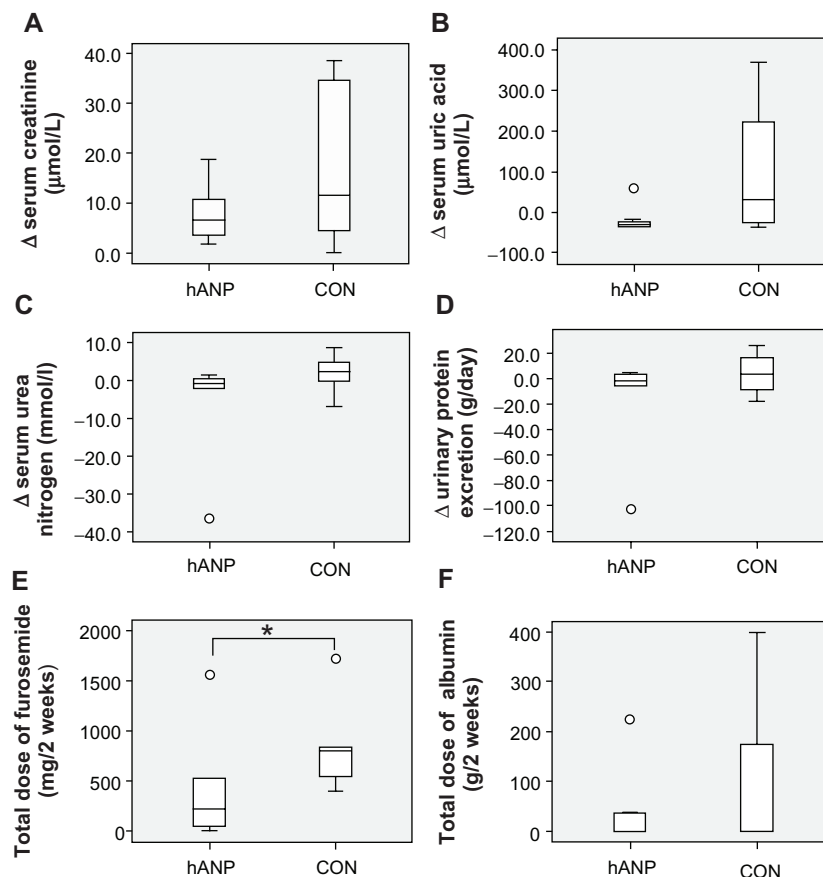 A
Δ serum creatinine
(μmol/L)
40.0
30.0
20.0
10.0
0.0
hANP
CON
B
Δ serum uric acid
(μmol/L)
400.0
300.0
200.0
100.0
0.0
−100.0
hANP
CON
C
Δ serum urea
nitrogen (mmol/l)
10.0
0.0
−10.0
−20.0
−30.0
−40.0
hANP
CON
D
Δ urinary protein
excretion (g/day)
20.0
0.0
−20.0
−40.0
−60.0
−80.0
−100.0
−120.0
hANP
CON
E
Total dose of furosemide
(mg/2 weeks)
2000
1500
1000
500
0
*
hANP
CON
F
Total dose of albumin
(g/2 weeks)
400
300
200
100
0
hANP
CON